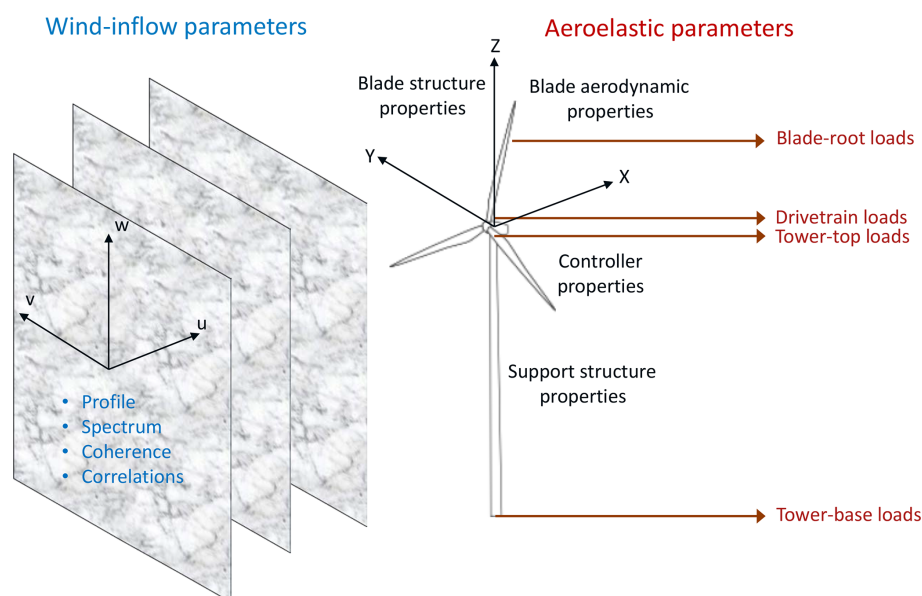 Wind-inflow parameters
Aeroelastic parameters
Z
Blade structure
properties
Blade aerodynamic
properties
Blade-root loads
Y
X
Drivetrain loads
Tower-top loads
w
Controller
properties
v
u
Support structure
properties
• Profile
• Spectrum
• Coherence
• Correlations
Tower-base loads